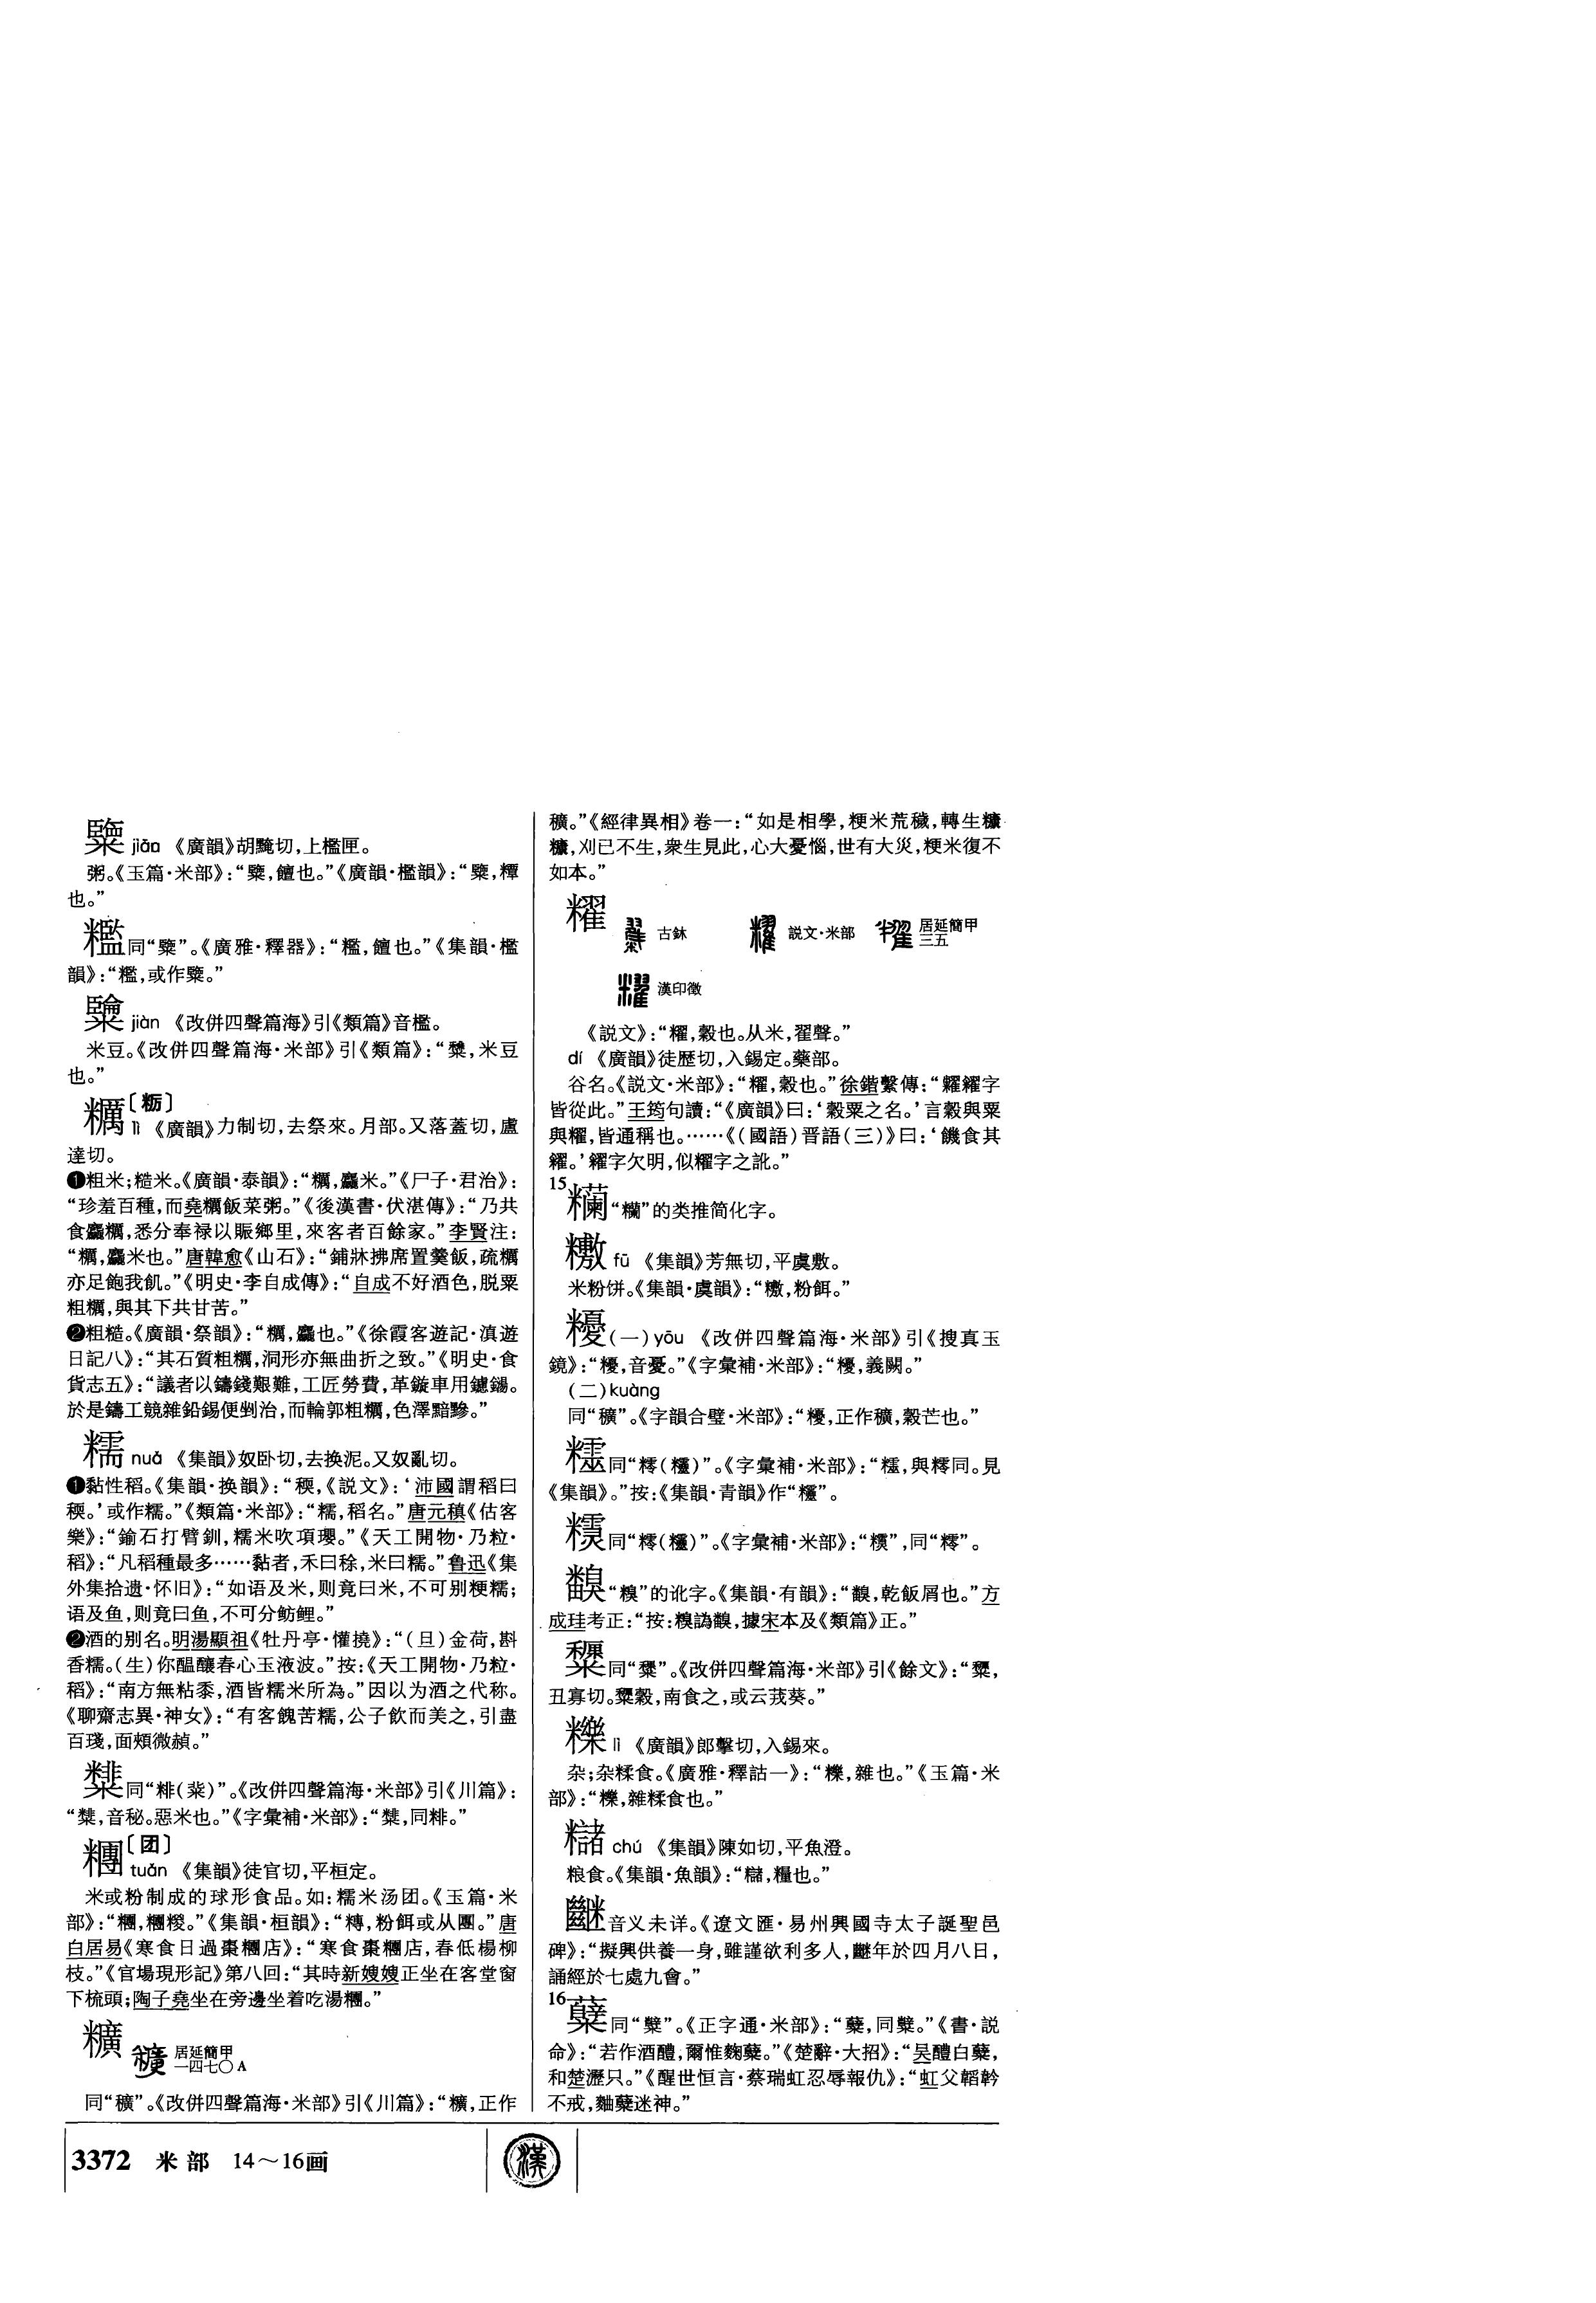 jiǎn 《廣韻》胡黤切，上檻匣。
粥。《玉篇·米部》：“，饘也。”《廣韻·檻韻》：“，糫
也。”
同“”。《廣雅·釋器》：“䊎，饘也。”《集韻·檻
韻》：“，或作。”
jiàn 《改併四聲篇海》引《類篇》音檻。
米豆。《改併四聲篇海·米部》引《類篇》：“，米豆
也。”
糲〔粝〕
lì 《廣韻》力制切，去祭來。月部。又落蓋切，盧
達切。
❶粗米；糙米。《廣韻·泰韻》：“糲，麤米。”《尸子·君治》：
“珍羞百種，而堯糲飯菜粥。”《後漢書·伏湛傳》：“乃共
食麤糲，悉分奉禄以賑鄉里，來客者百餘家。”李賢注：
“糲，麤米也。”唐韓愈《山石》：“鋪牀拂席置羹飯，疏糲
亦足飽我飢。”《明史·李自成傳》：“自成不好酒色，脱粟
粗糲，與其下共甘苦。”
❷粗糙。《廣韻·祭韻》：“糲，麤也。”《徐霞客遊記·滇遊
日記八》：“其石質粗糲，洞形亦無曲折之致。”《明史·食
貨志五》：“議者以鑄錢艱難，工匠勞費，革鏇車用鑢鐋。
於是鑄工競雜鉛錫便剉治，而輪郭粗糲，色澤黯黲。”
糯 nuò 《集韻》奴卧切，去换泥。又奴亂切。
❶黏性稻。《集韻·换韻》：“稬，《説文》：‘沛國謂稻曰
稬。’或作糯。”《類篇·米部》：“糯，稻名。”唐元稹《估客
樂》：“鍮石打臂釧，糯米吹項瓔。”《天工開物·乃粒·
稻》：“凡稻種最多……黏者，禾曰稌，米曰糯。”鲁迅《集
外集拾遗·怀旧》：“如语及米，则竟曰米，不可别粳糯；
语及鱼，则竟曰鱼，不可分鲂鲤。”
❷酒的别名。明湯顯祖《牡丹亭·懽撓》：“（旦）金荷，斟
香糯。（生）你醖釀春心玉液波。”按：《天工開物·乃粒·
稻》：“南方無粘黍，酒皆糯米所為。”因以为酒之代称。
《聊齋志異·神女》：“有客餽苦糯，公子飲而美之，引盡
百琖，面頰微赬。”
同“䊧（粊）”。《改併四聲篇海·米部》引《川篇》：
“，音秘。惡米也。”《字彙補·米部》：“，同。”
糰〔团〕
tuán 《集韻》徒官切，平桓定。
米或粉制成的球形食品。如：糯米汤团。《玉篇·米
部》：“糰，糰糉。”《集韻·桓韻》：“䊜，粉餌或从團。”唐
白居易《寒食日過棗糰店》：“寒食棗糰店，春低楊柳
枝。”《官場現形記》第八回：“其時新嫂嫂正坐在客堂窗
下梳頭；陶子堯坐在旁邊坐着吃湯糰。”
 居延簡甲
一四七〇A
同“穬”。《改併四聲篇海·米部》引《川篇》：“，正作
穬。”《經律異相》卷一：“如是相學，粳米荒穢，轉生糠
，刈已不生，衆生見此，心大憂惱，世有大災，粳米復不
如本。”
糴 古鉥 説文·米部 居延簡甲
三五
漢印徵
《説文》：“，穀也。从米，翟聲。”
dí 《廣韻》徒歷切，入錫定。藥部。
谷名。《説文·米部》：“，穀也。”徐鍇繫傳：“糶糴字
皆從此。”王筠句讀：“《廣韻》曰：‘穀粟之名。’言穀與粟
與，皆通稱也。……《（國語）晋語（三）》曰：‘饑食其
。’字欠明，似字之訛。”
15
“”的类推简化字。
fū 《集韻》芳無切，平虞敷。
米粉饼。《集韻·虞韻》：“，粉餌。”
（一）yōu 《改併四聲篇海·米部》引《搜真玉
鏡》：“，音憂。”《字彙補·米部》：“，義闕。”
（二）kuàng
同“穬”。《字韻合璧·米部》：“，正作穬，穀芒也。”
同“（）”。《字彙補·米部》：“，與同。見
《集韻》。”按：《集韻·青韻》作“”。
同“（）”。《字彙補·米部》：“”，同“”。
“糗”的讹字。《集韻·有韻》：“，乾飯屑也。”方
成珪考正：“按：糗譌，據宋本及《類篇》正。”
同“”。《改併四聲篇海·米部》引《餘文》：“，
丑寡切。穀，南食之，或云莪葵。”
lì 《廣韻》郎擊切，入錫來。
杂；杂糅食。《廣雅·釋詁一》：“，雜也。”《玉篇·米
部》：“，雜糅食也。”
chú 《集韻》陳如切，平魚澄。
粮食。《集韻·魚韻》：“，糧也。”
音义未详。《遼文匯·易州興國寺太子誕聖邑
碑》：“擬興供養一身，雖謹欲利多人，年於四月八日，
誦經於七處九會。”
16
糵同“櫱”。《正字通·米部》：“糵，同。”《書·説
命》：“若作酒醴，爾惟麴糵。”《楚辭·大招》：“吴醴白糵，
和楚瀝只。”《醒世恒言·蔡瑞虹忍辱報仇》：“虹父韜鈐
不戒，麯糵迷神。”
3372 米部 14～16画
漢